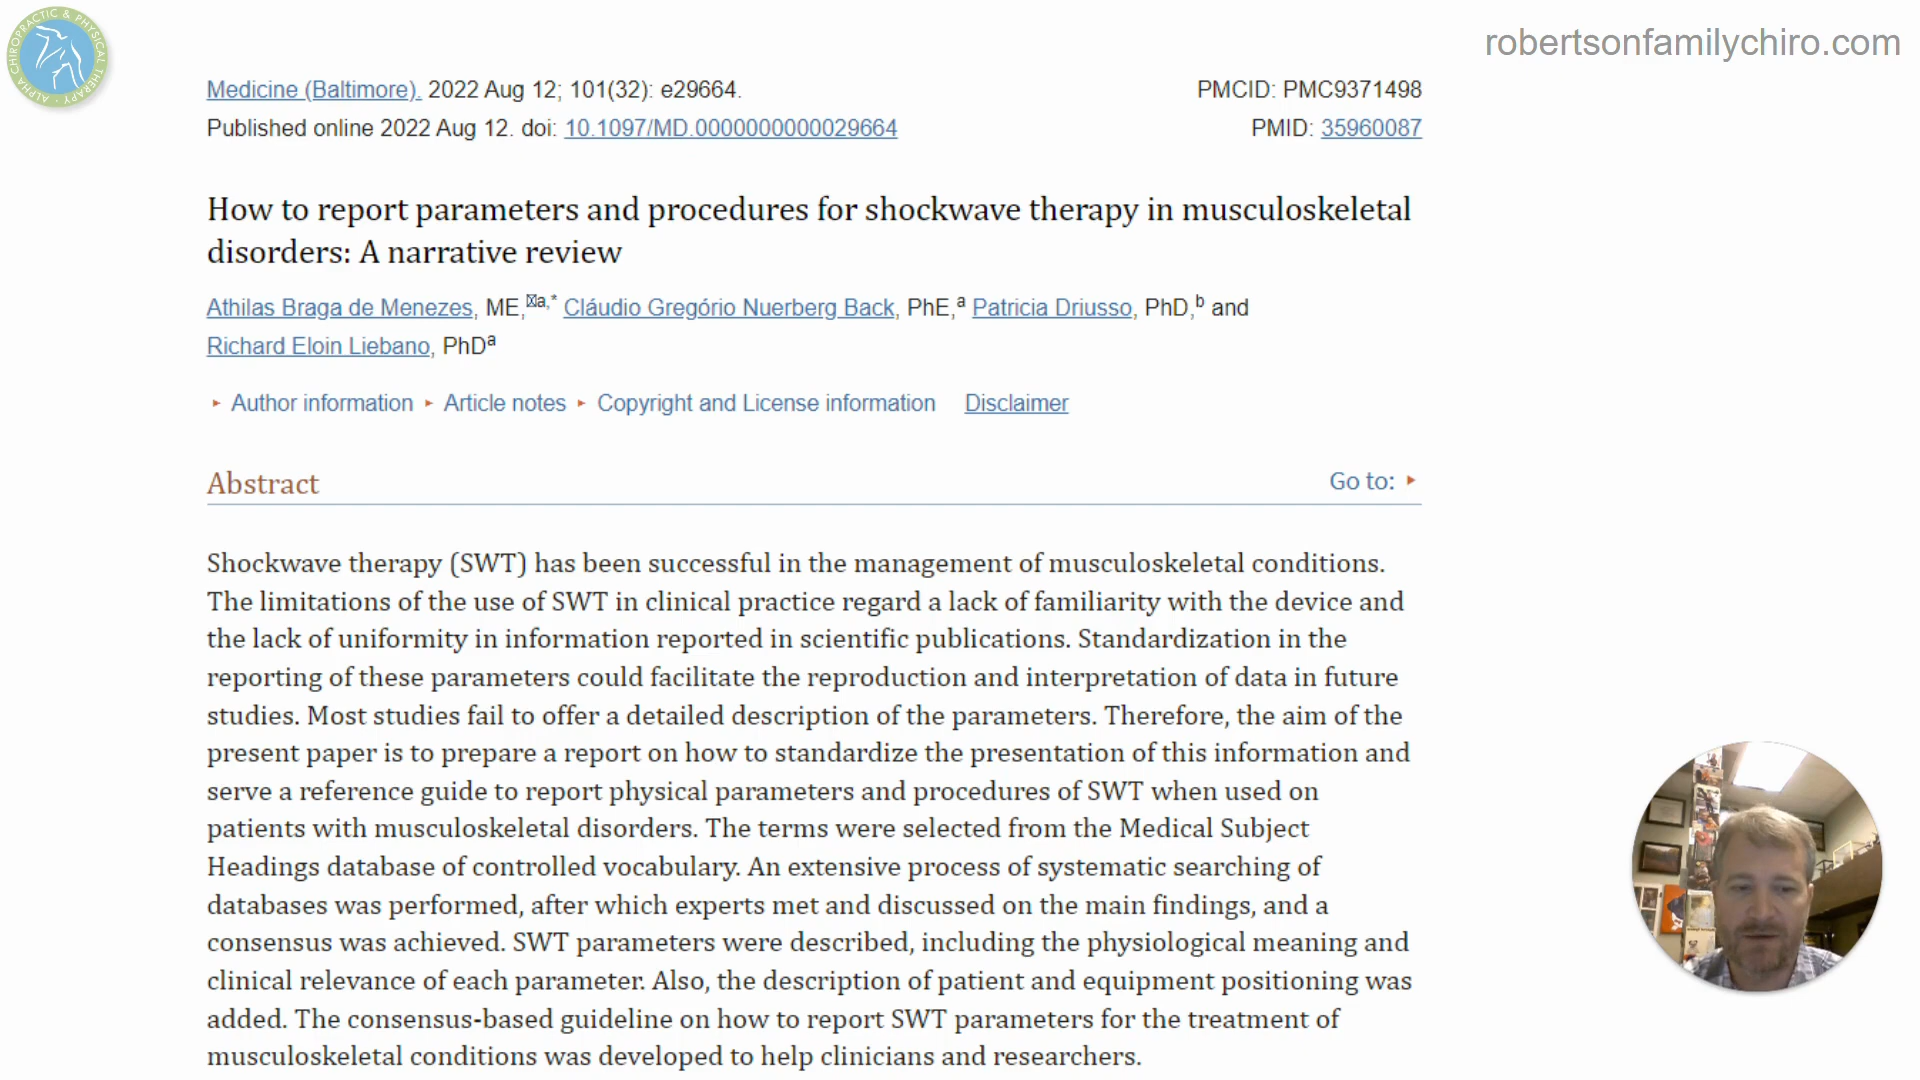 ALPHA CHIROPRACTIC & PHYSICAL THERAPY
robertsonfamilychiro.com
Medicine (Baltimore). 2022 Aug 12; 101(32): e29664.
PMCID: PMC9371498
Published online 2022 Aug 12. doi: 10.1097/MD.0000000000029664
PMID: 35960087
How to report parameters and procedures for shockwave therapy in musculoskeletal
disorders: A narrative review
Athilas Braga de Menezes, ME,a,* Cláudio Gregório Nuerberg Back, PhE,a Patricia Driusso, PhD,b and
Richard Eloin Liebano, PhDa
Author information Article notes Copyright and License information Disclaimer
Abstract
Go to:
Shockwave therapy (SWT) has been successful in the management of musculoskeletal conditions.
The limitations of the use of SWT in clinical practice regard a lack of familiarity with the device and
the lack of uniformity in information reported in scientific publications. Standardization in the
reporting of these parameters could facilitate the reproduction and interpretation of data in future
studies. Most studies fail to offer a detailed description of the parameters. Therefore, the aim of the
present paper is to prepare a report on how to standardize the presentation of this information and
serve a reference guide to report physical parameters and procedures of SWT when used on
patients with musculoskeletal disorders. The terms were selected from the Medical Subject
Headings database of controlled vocabulary. An extensive process of systematic searching of
databases was performed, after which experts met and discussed on the main findings, and a
consensus was achieved. SWT parameters were described, including the physiological meaning and
clinical relevance of each parameter. Also, the description of patient and equipment positioning was
added. The consensus-based guideline on how to report SWT parameters for the treatment of
musculoskeletal conditions was developed to help clinicians and researchers.